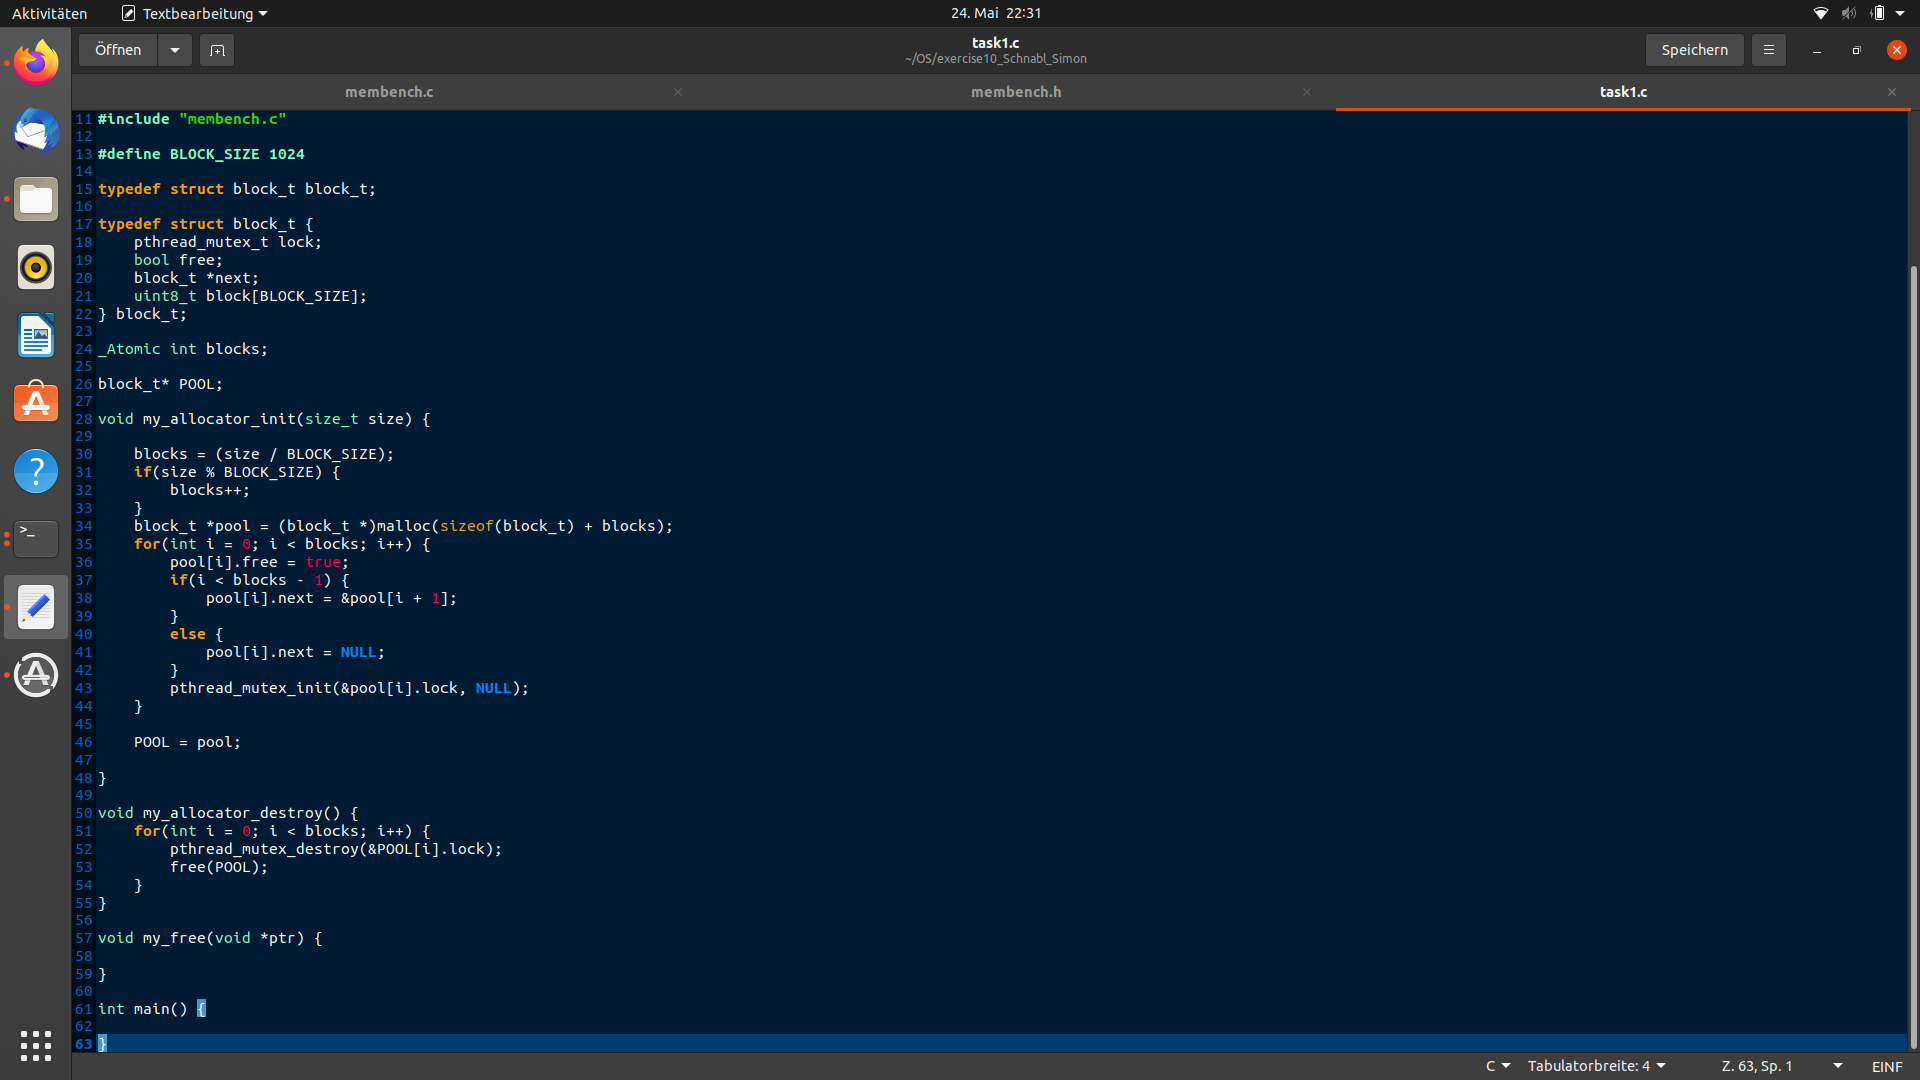 Aktivitäten
Textbearbeitung
24. Mai 22:31
Öffnen
task1.c
~/OS/exercise10_Schnabl_Simon
Speichern
membench.c
membench.h
task1.c
11 #include "membench.c"
12
13 #define BLOCK_SIZE 1024
14
15 typedef struct block_t block_t;
16
17 typedef struct block_t {
18     pthread_mutex_t lock;
19     bool free;
20     block_t *next;
21     uint8_t block[BLOCK_SIZE];
22 } block_t;
23
24 _Atomic int blocks;
25
26 block_t* POOL;
27
28 void my_allocator_init(size_t size) {
29
30     blocks = (size / BLOCK_SIZE);
31     if(size % BLOCK_SIZE) {
32         blocks++;
33     }
34     block_t *pool = (block_t *)malloc(sizeof(block_t) + blocks);
35     for(int i = 0; i < blocks; i++) {
36         pool[i].free = true;
37         if(i < blocks - 1) {
38             pool[i].next = &pool[i + 1];
39         }
40         else {
41             pool[i].next = NULL;
42         }
43         pthread_mutex_init(&pool[i].lock, NULL);
44     }
45
46     POOL = pool;
47
48 }
49
50 void my_allocator_destroy() {
51     for(int i = 0; i < blocks; i++) {
52         pthread_mutex_destroy(&POOL[i].lock);
53         free(POOL);
54     }
55 }
56
57 void my_free(void *ptr) {
58
59 }
60
61 int main() {
62
63 }
C
Tabulatorbreite: 4
Z. 63, Sp. 1
EINF